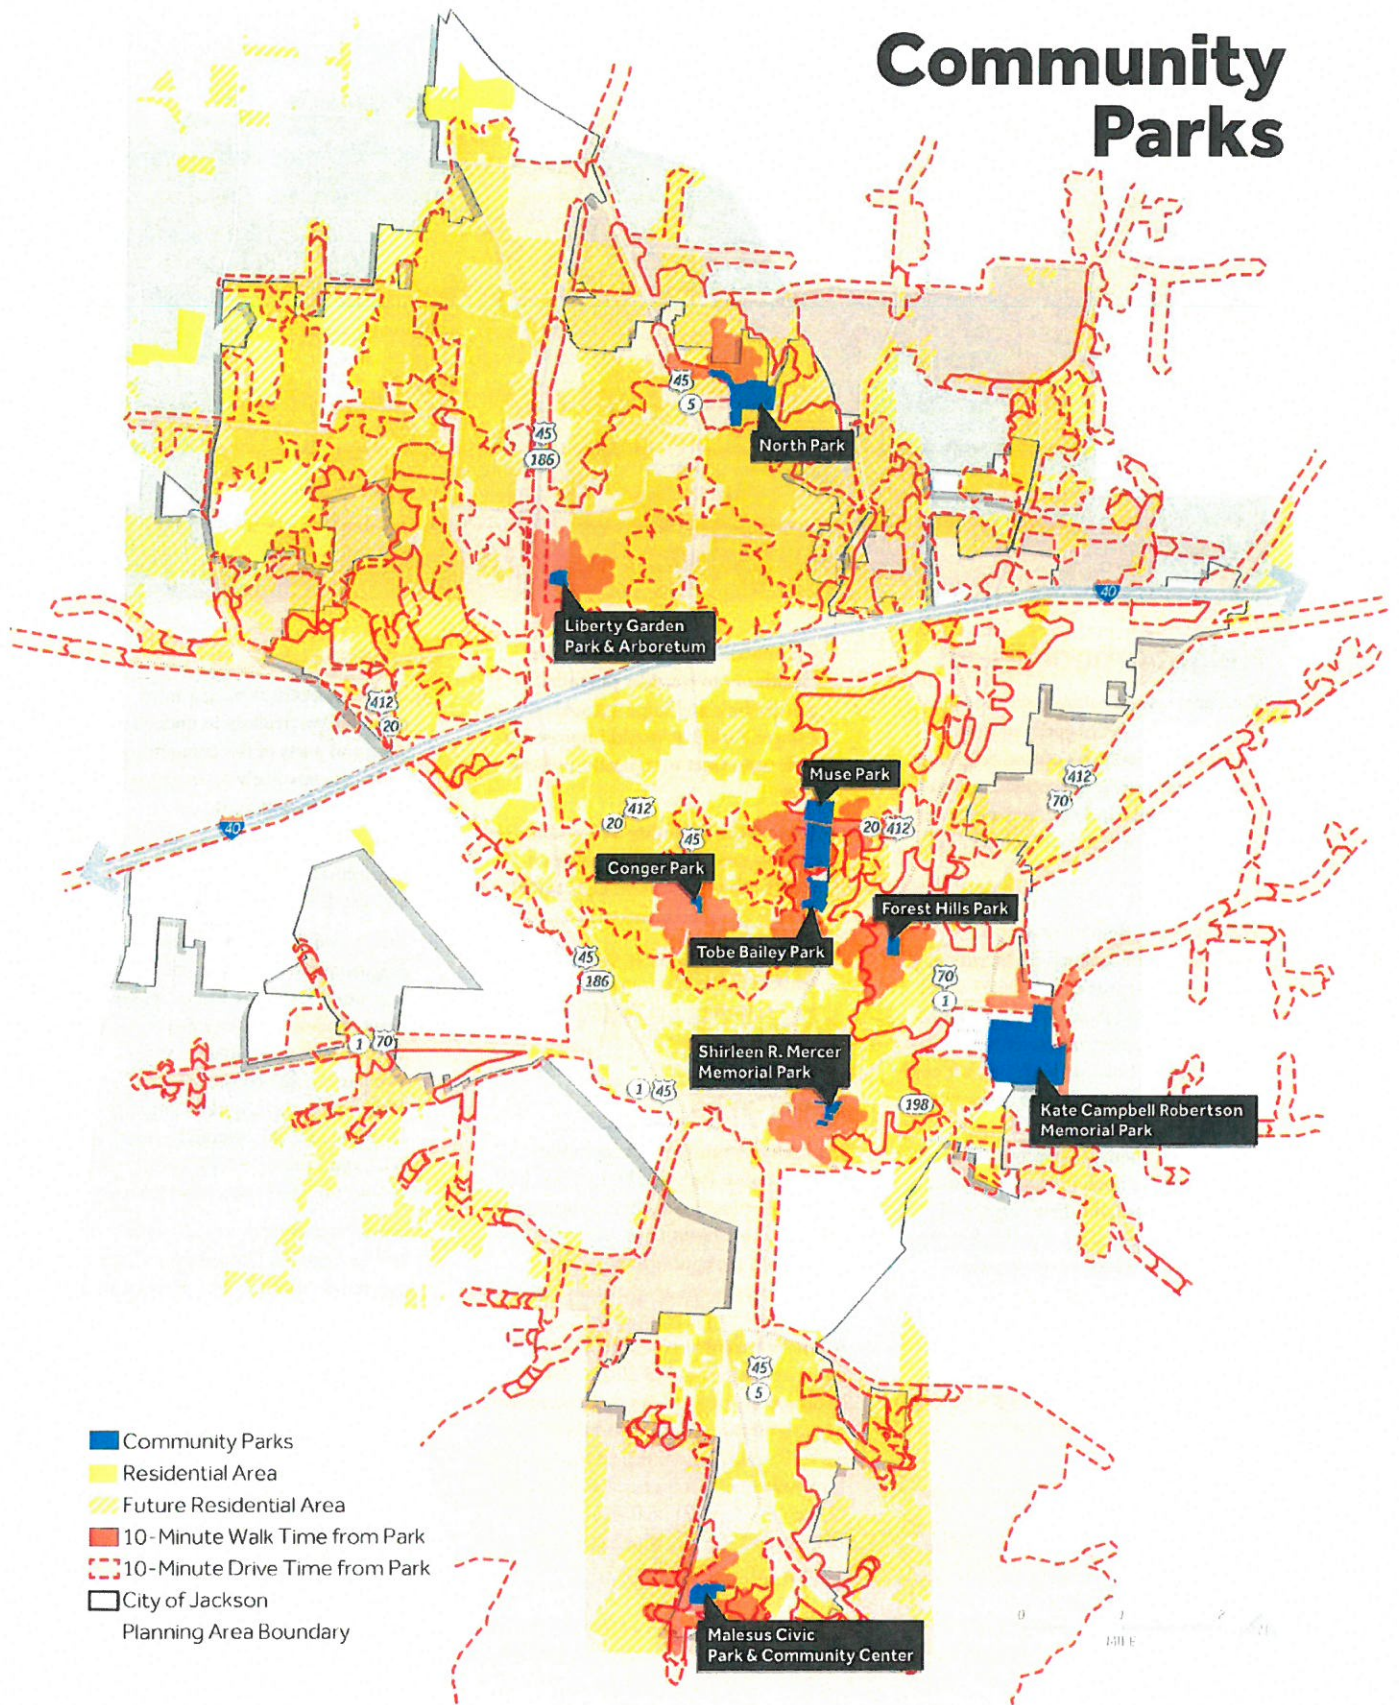 Community
Parks
45
5
North Park
45
186
40
Liberty Garden
Park & Arboretum
412
20
412
70
Muse Park
412
20
45
20 412
40
Conger Park
Forest Hills Park
Tobe Bailey Park
45
186
70
1
1 70
Shirleen R. Mercer
Memorial Park
1 45
198
Kate Campbell Robertson
Memorial Park
45
5
Community Parks
Residential Area
Future Residential Area
10-Minute Walk Time from Park
10-Minute Drive Time from Park
City of Jackson
Planning Area Boundary
0 1 2
MILE
Malesus Civic
Park & Community Center